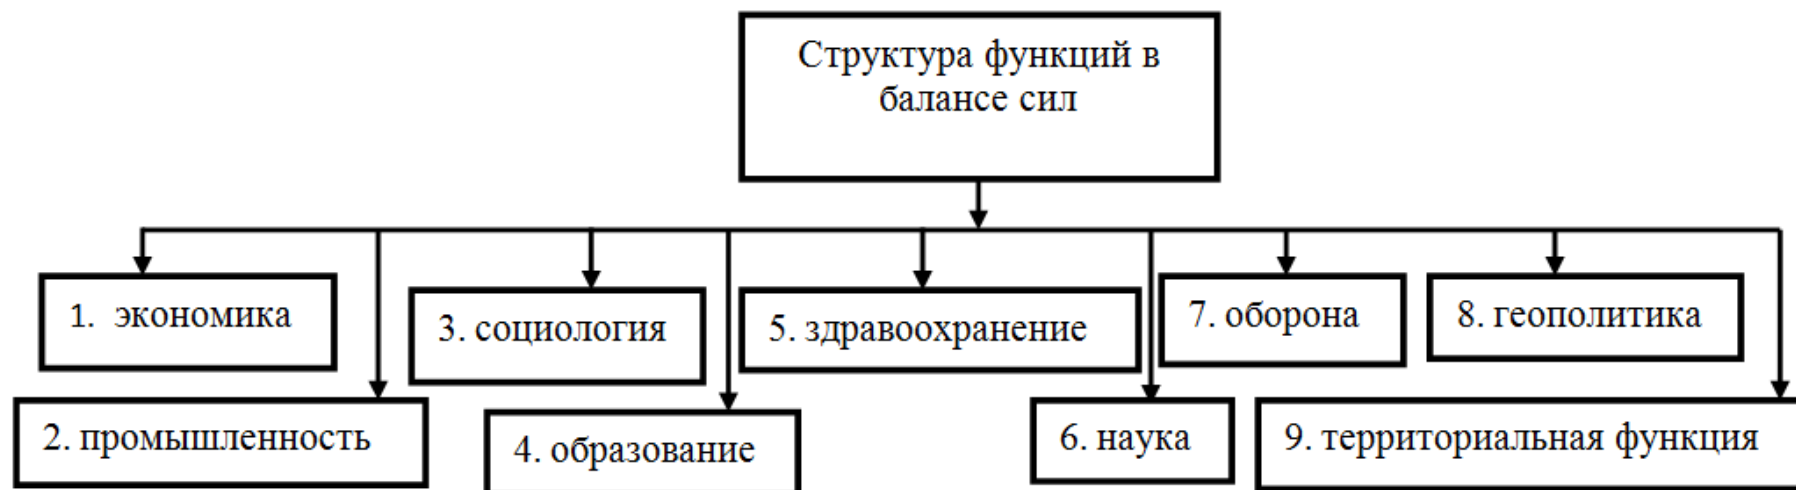 Структура функций в
балансе сил
1. экономика
2. промышленность
3. социология
4. образование
5. здравоохранение
6. наука
7. оборона
8. геополитика
9. территориальная функция